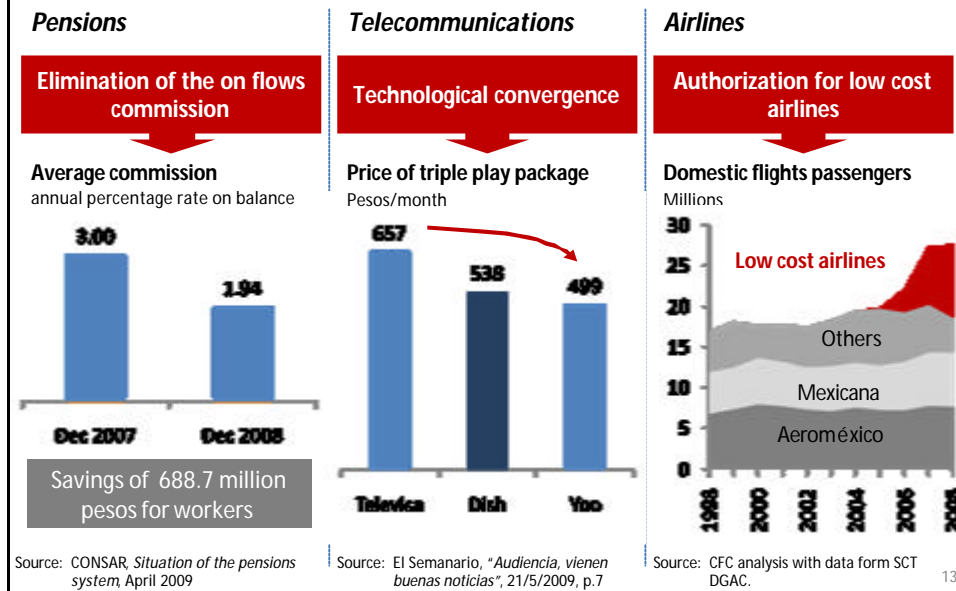 Pensions
Elimination of the on flows
commission
Average commission
annual percentage rate on balance
3.00
1.94
Dec 2007
Dec 2008
Savings of 688.7 million
pesos for workers
Source: CONSAR, Situation of the pensions
system, April 2009
Telecommunications
Technological convergence
Price of triple play package
Pesos/month
657
538
499
Televisa
Dish
Yoo
Source: El Semanario, "Audiencia, vienen
buenas noticias", 21/5/2009, p.7
Airlines
Authorization for low cost
airlines
Domestic flights passengers
Millions
30
25
20
15
10
5
0
Low cost airlines
Others
Mexicana
Aeroméxico
1998
2000
2002
2004
2006
2008
Source: CFC analysis with data form SCT
DGAC.
13